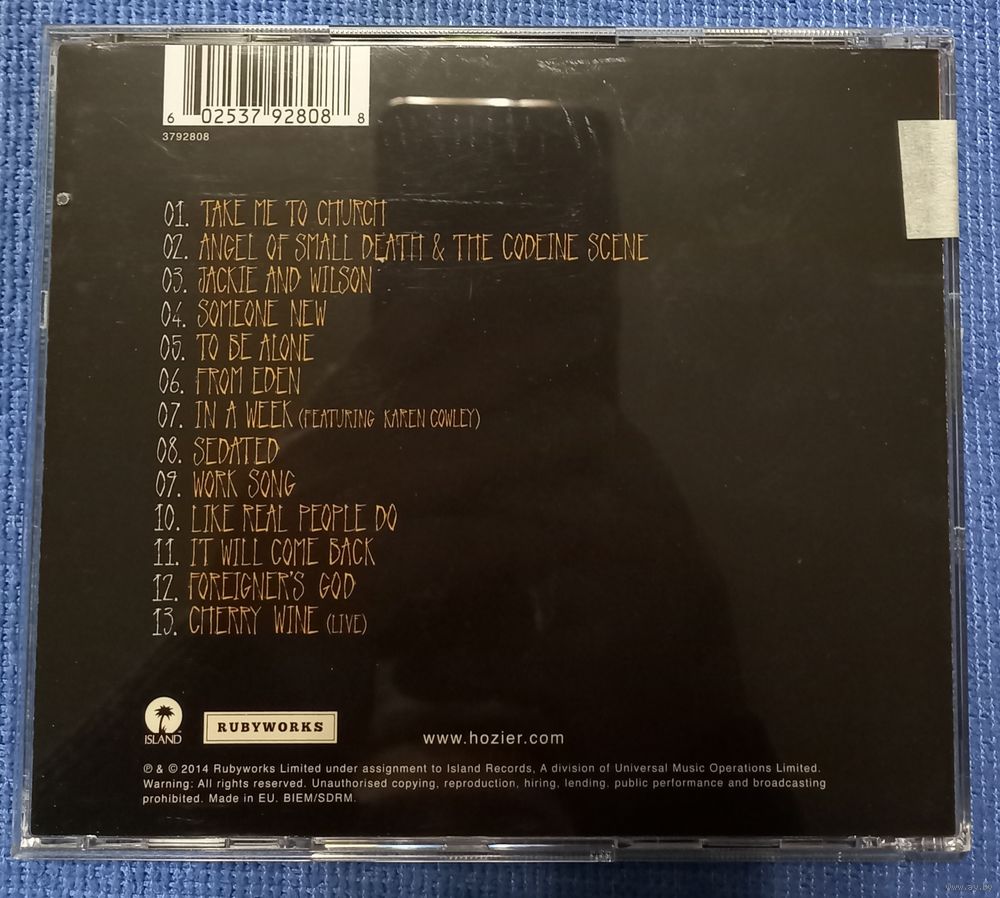 6 02537 92808 8
3792808
01. TAKE ME TO CHURCH
02. ANGEL OF SMALL DEATH & THE CODEINE SCENE
03. JACKIE AND WILSON
04. SOMEONE NEW
05. TO BE ALONE
06. FROM EDEN
07. IN A WEEK (FEATURING KAREN COWLEY)
08. SEDATED
09. WORK SONG
10. LIKE REAL PEOPLE DO
11. IT WILL COME BACK
12. FOREIGNER'S GOD
13. CHERRY WINE (LIVE)
ISLAND
RUBYWORKS
www.hozier.com
℗ & © 2014 Rubyworks Limited under assignment to Island Records, A division of Universal Music Operations Limited.
Warning: All rights reserved. Unauthorised copying, reproduction, hiring, lending, public performance and broadcasting
prohibited. Made in EU. BIEM/SDRM.
www.ay.by